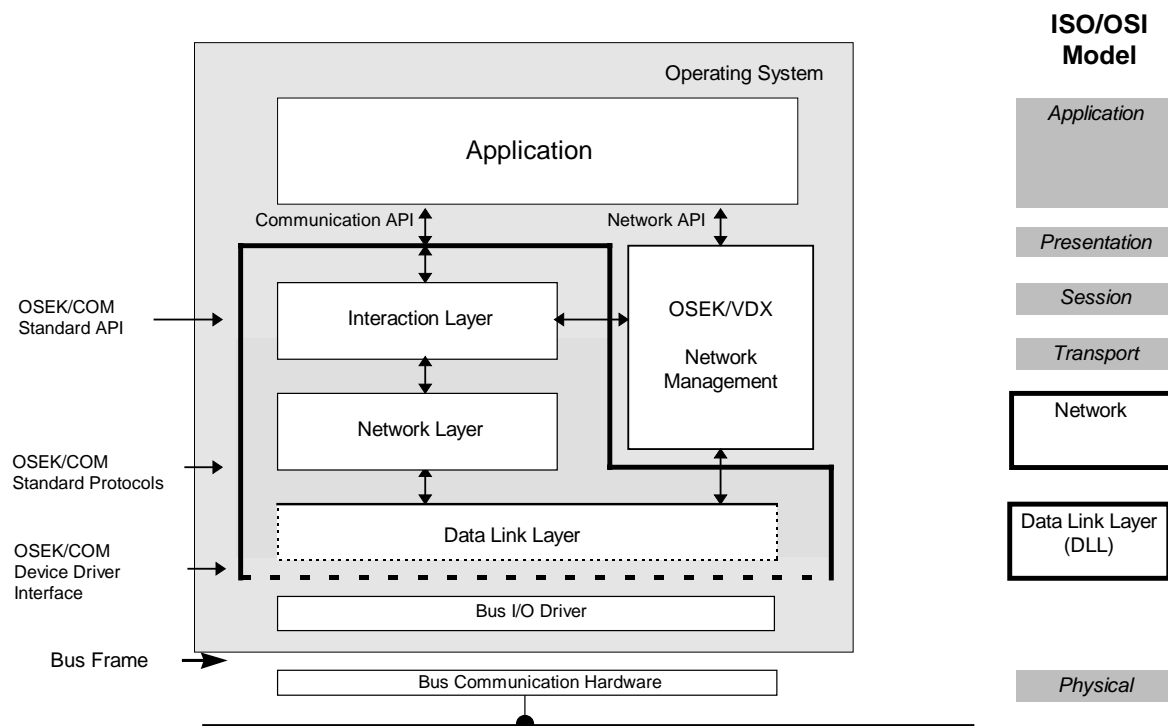 ISO/OSI
Model
Operating System
Application
Application
Communication API
Network API
Presentation
OSEK/COM
Standard API
Interaction Layer
OSEK/VDX
Network
Management
Session
Transport
Network
Network Layer
OSEK/COM
Standard Protocols
Data Link Layer
Data Link Layer
(DLL)
OSEK/COM
Device Driver
Interface
Bus I/O Driver
Bus Frame
Bus Communication Hardware
Physical